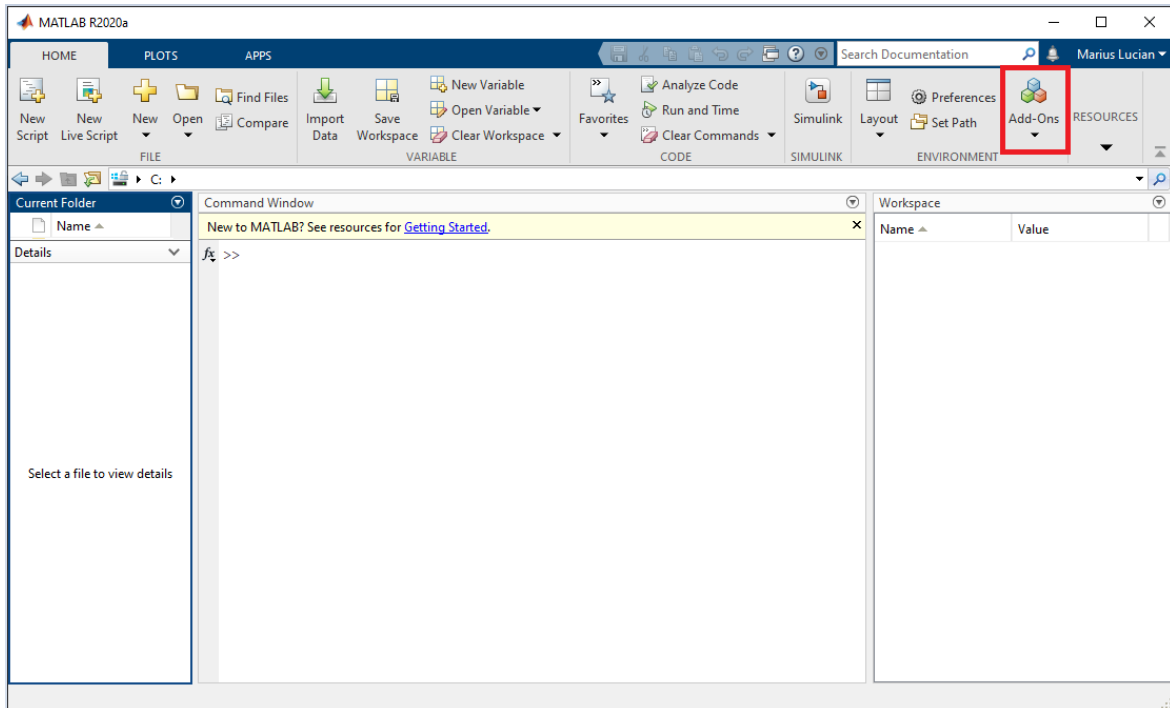 MATLAB R2020a
HOME PLOTS APPS Search Documentation Marius Lucian
New Script
New Live Script
New
Open
Find Files
Compare
FILE
Import Data
Save Workspace
New Variable
Open Variable
Clear Workspace
VARIABLE
Favorites
Analyze Code
Run and Time
Clear Commands
CODE
Simulink
SIMULINK
Layout
Preferences
Set Path
ENVIRONMENT
Add-Ons
RESOURCES
C:
Current Folder
Name
Details
Select a file to view details
Command Window
New to MATLAB? See resources for Getting Started.
fx >>
Workspace
Name Value